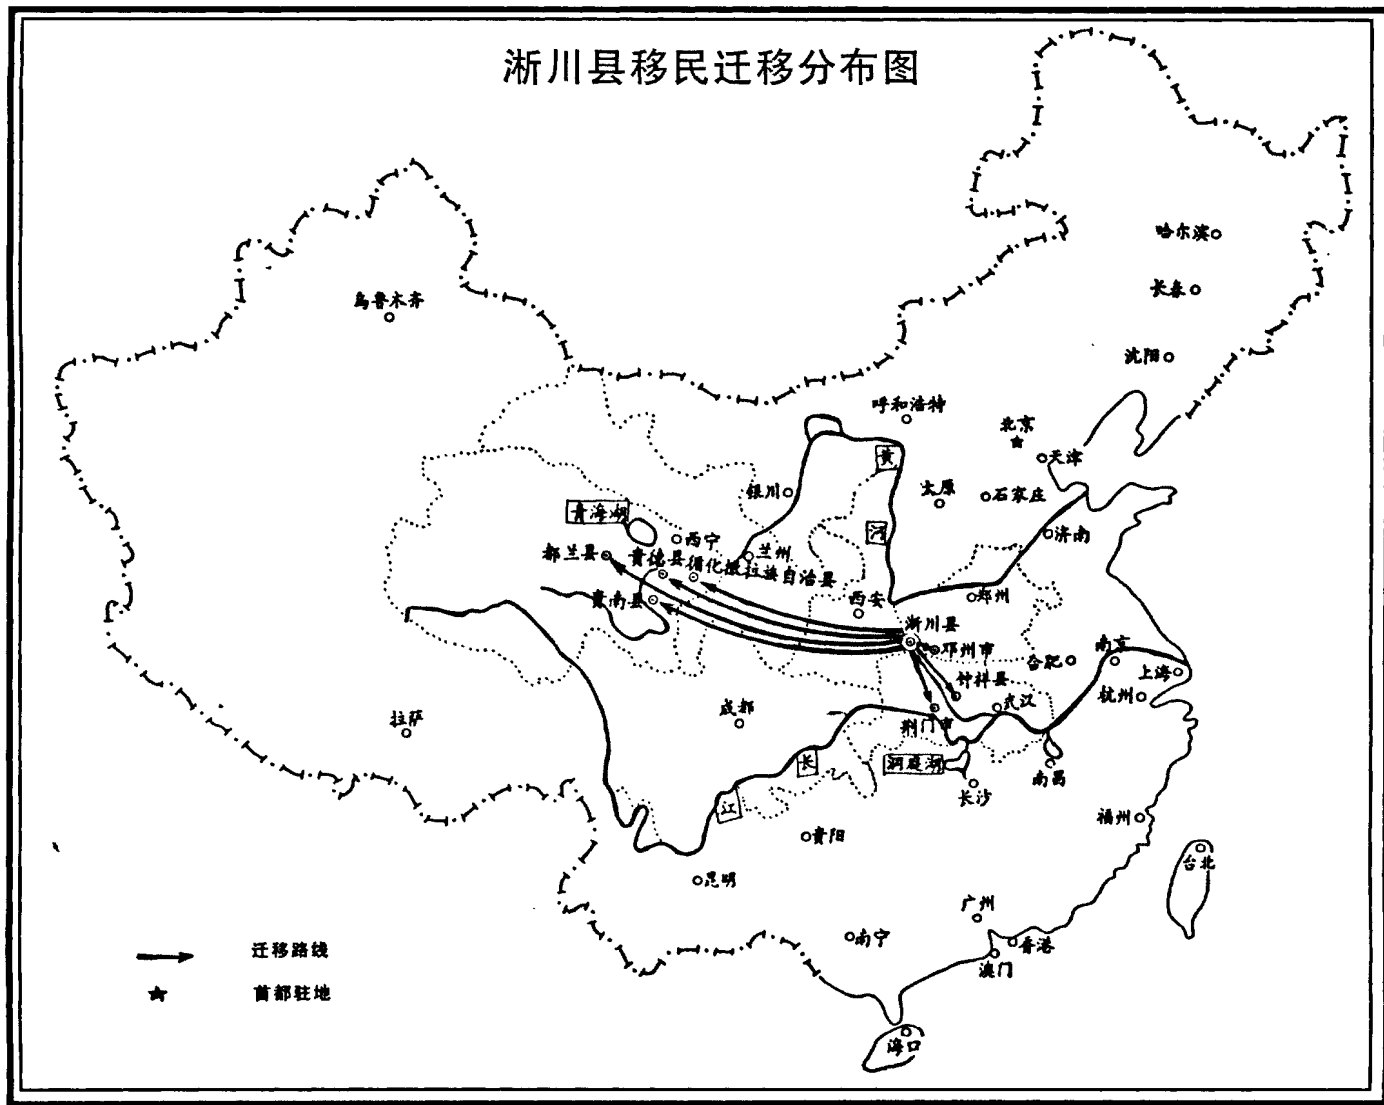 淅川县移民迁移分布图
哈尔滨
长春
乌鲁木齐
沈阳
呼和浩特
北京
天津
黄
银川
太原
石家庄
青海湖
河
济南
西宁
都兰县
兰州
贵德县
循化撒拉族自治县
贵南县
西安
郑州
淅川县
邓州市
合肥
南京
上海
钟祥县
杭州
武汉
拉萨
成都
荆门市
长
洞庭湖
南昌
长沙
江
福州
贵阳
台北
昆明
广州
南宁
香港
澳门
迁移路线
首都驻地
海口